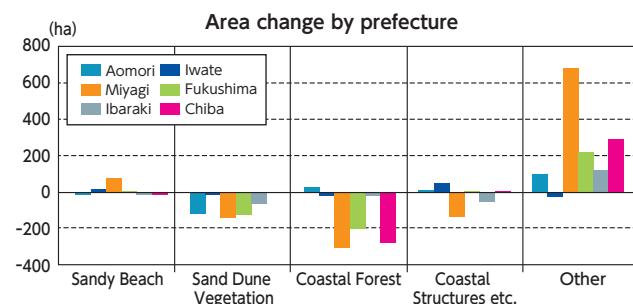 Area change by prefecture
(ha)
800
600
400
200
0
-200
-400
Aomori Iwate
Miyagi Fukushima
Ibaraki Chiba
Sandy Beach Sand Dune Coastal Forest Coastal Other
Vegetation Structures etc.